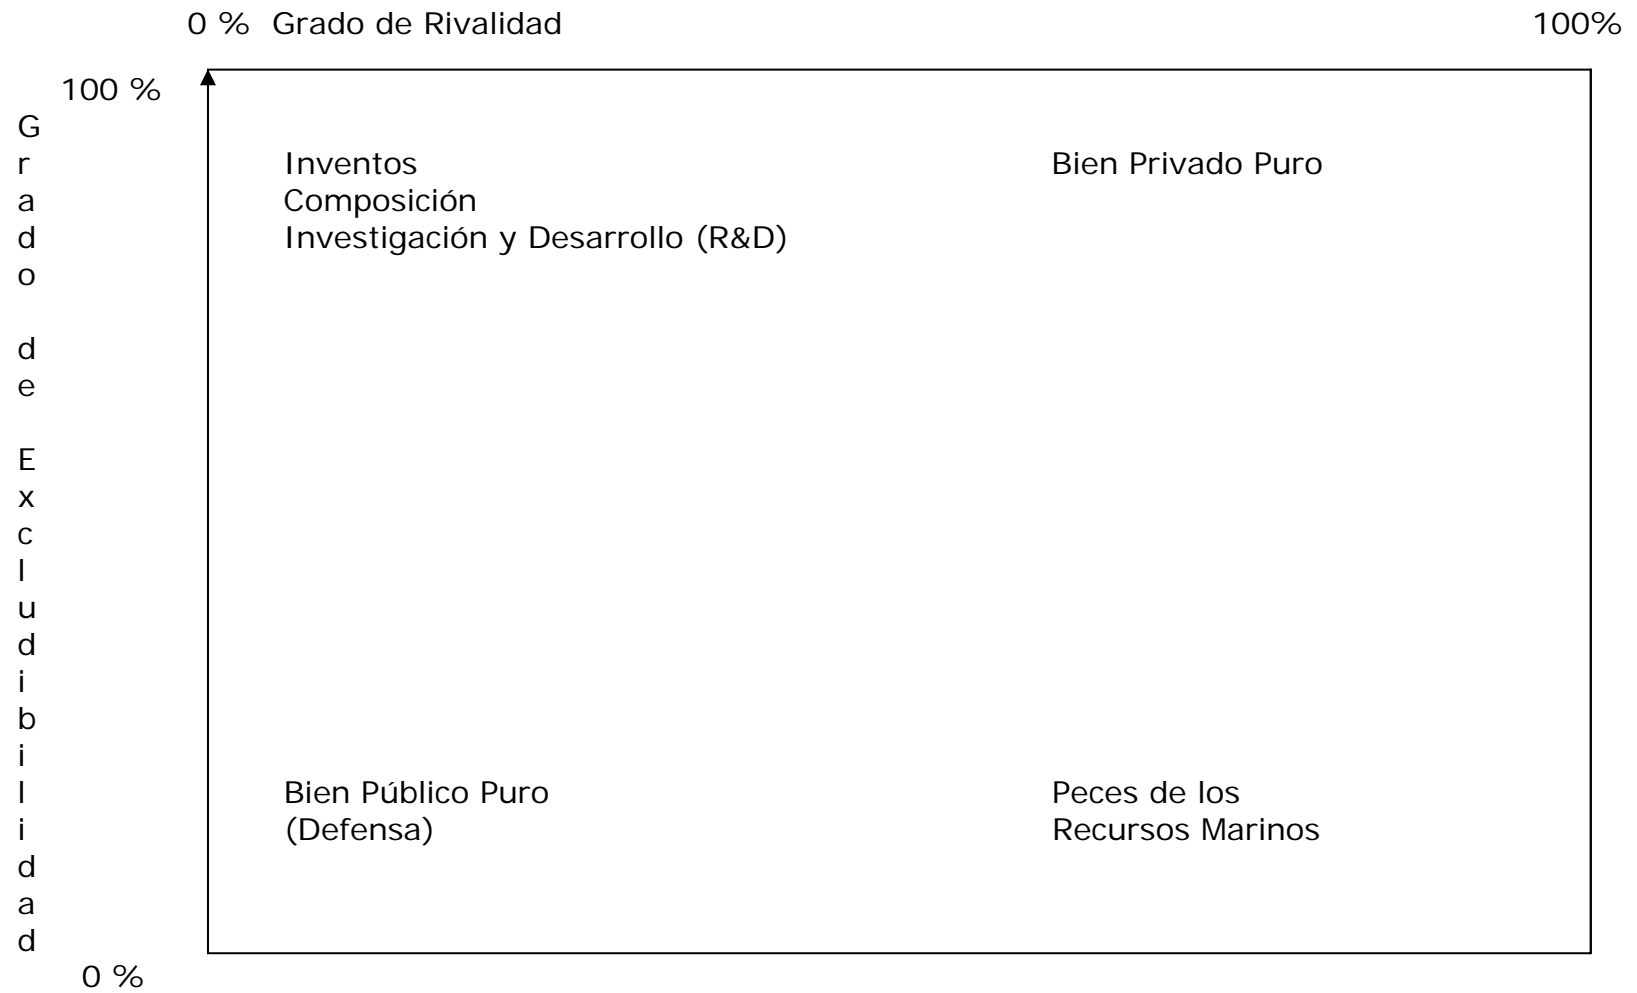 0 % Grado de Rivalidad 100%
100 %
Grado de Excludibilidad
Inventos Bien Privado Puro
Composición
Investigación y Desarrollo (R&D)
Bien Público Puro Peces de los
(Defensa) Recursos Marinos
0 %